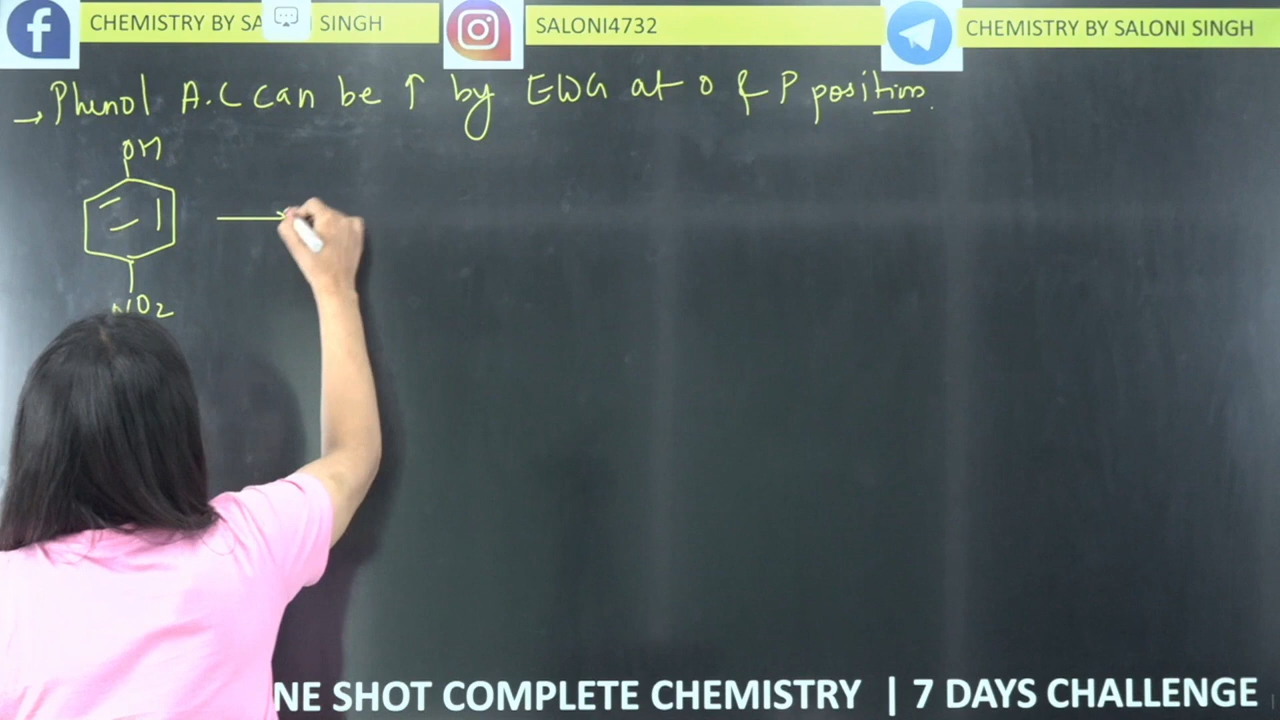 CHEMISTRY BY SA SINGH
SALONI4732
CHEMISTRY BY SALONI SINGH
→ Phenol A.C can be ↑ by EWG at o & P positions.
OH
NO2
NE SHOT COMPLETE CHEMISTRY | 7 DAYS CHALLENGE